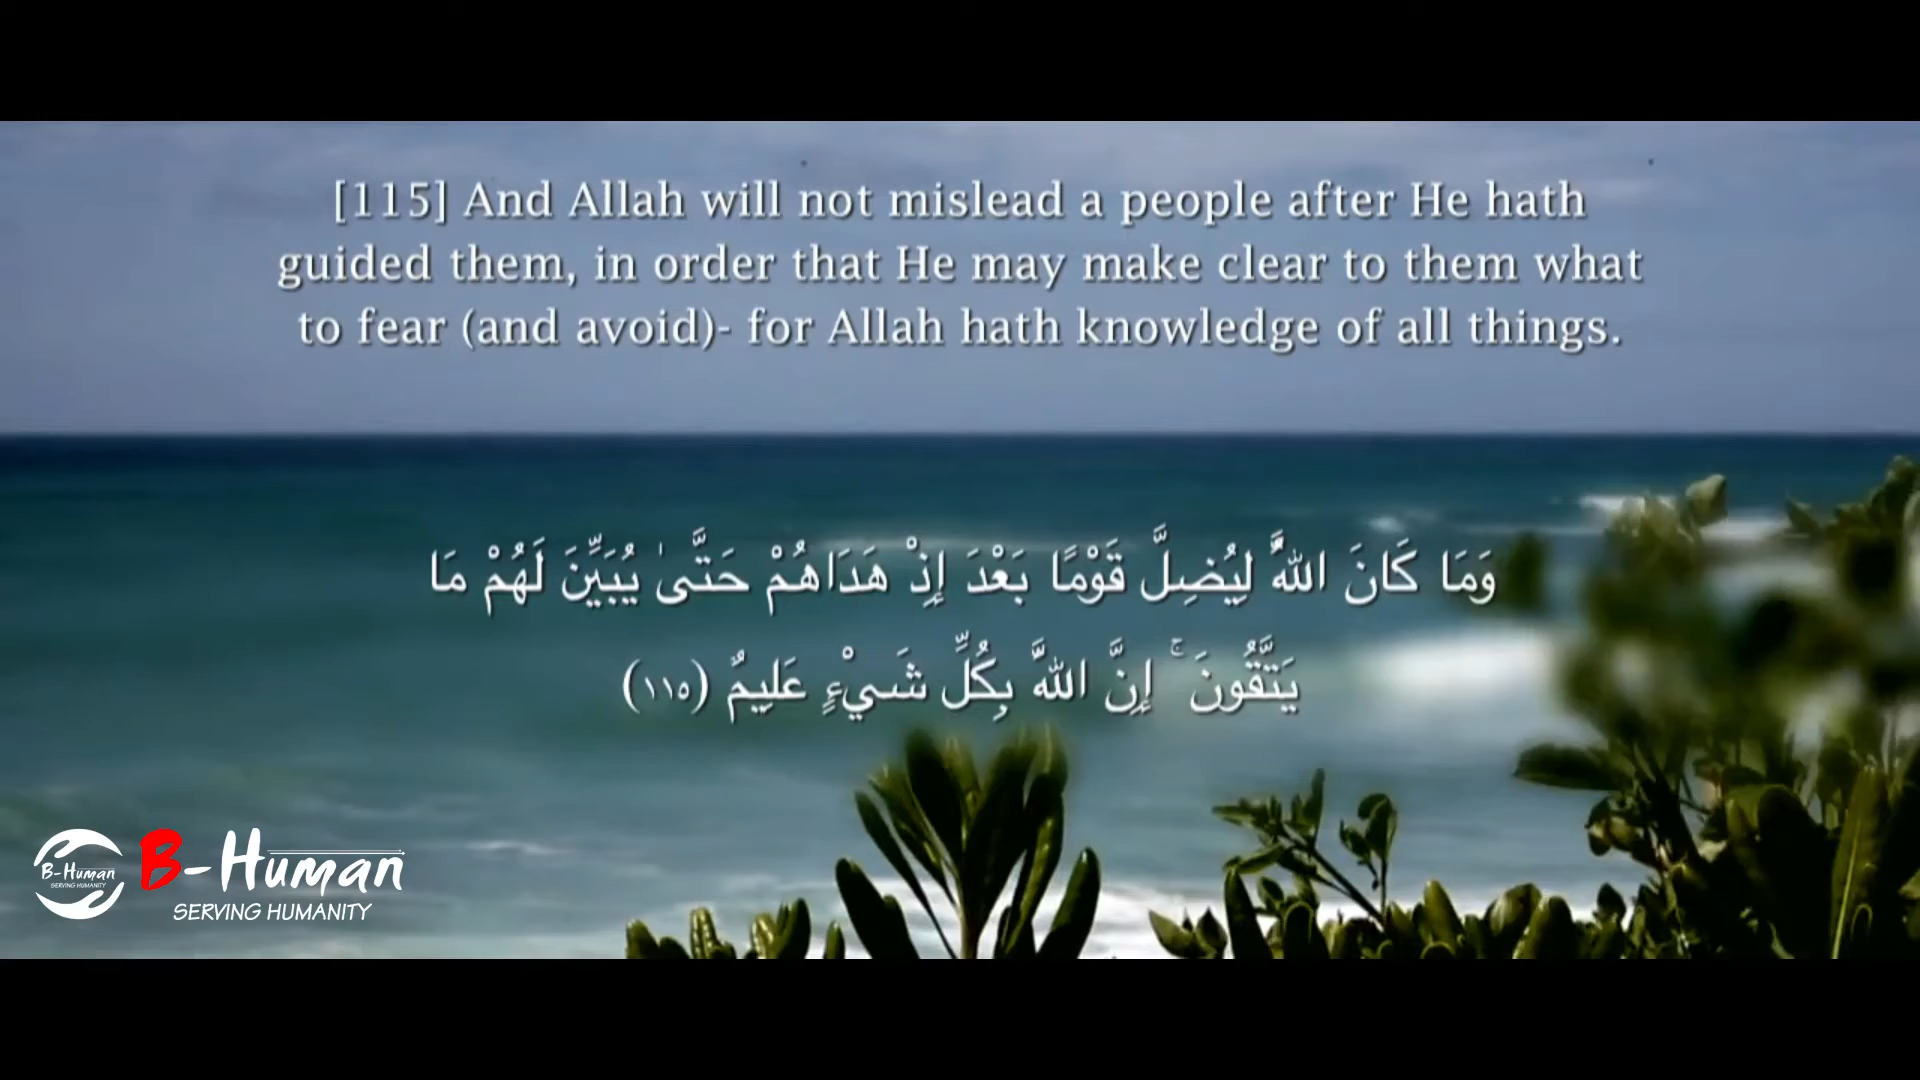 [115] And Allah will not mislead a people after He hath
guided them, in order that He may make clear to them what
to fear (and avoid)- for Allah hath knowledge of all things.
وَمَا كَانَ اللَّهُ لِيُضِلَّ قَوْمًا بَعْدَ إِذْ هَدَاهُمْ حَتَّىٰ يُبَيِّنَ لَهُمْ مَا
يَتَّقُونَ ۚ إِنَّ اللَّهَ بِكُلِّ شَيْءٍ عَلِيمٌ (١١٥)
B-Human
SERVING HUMANITY
B-Human
SERVING HUMANITY